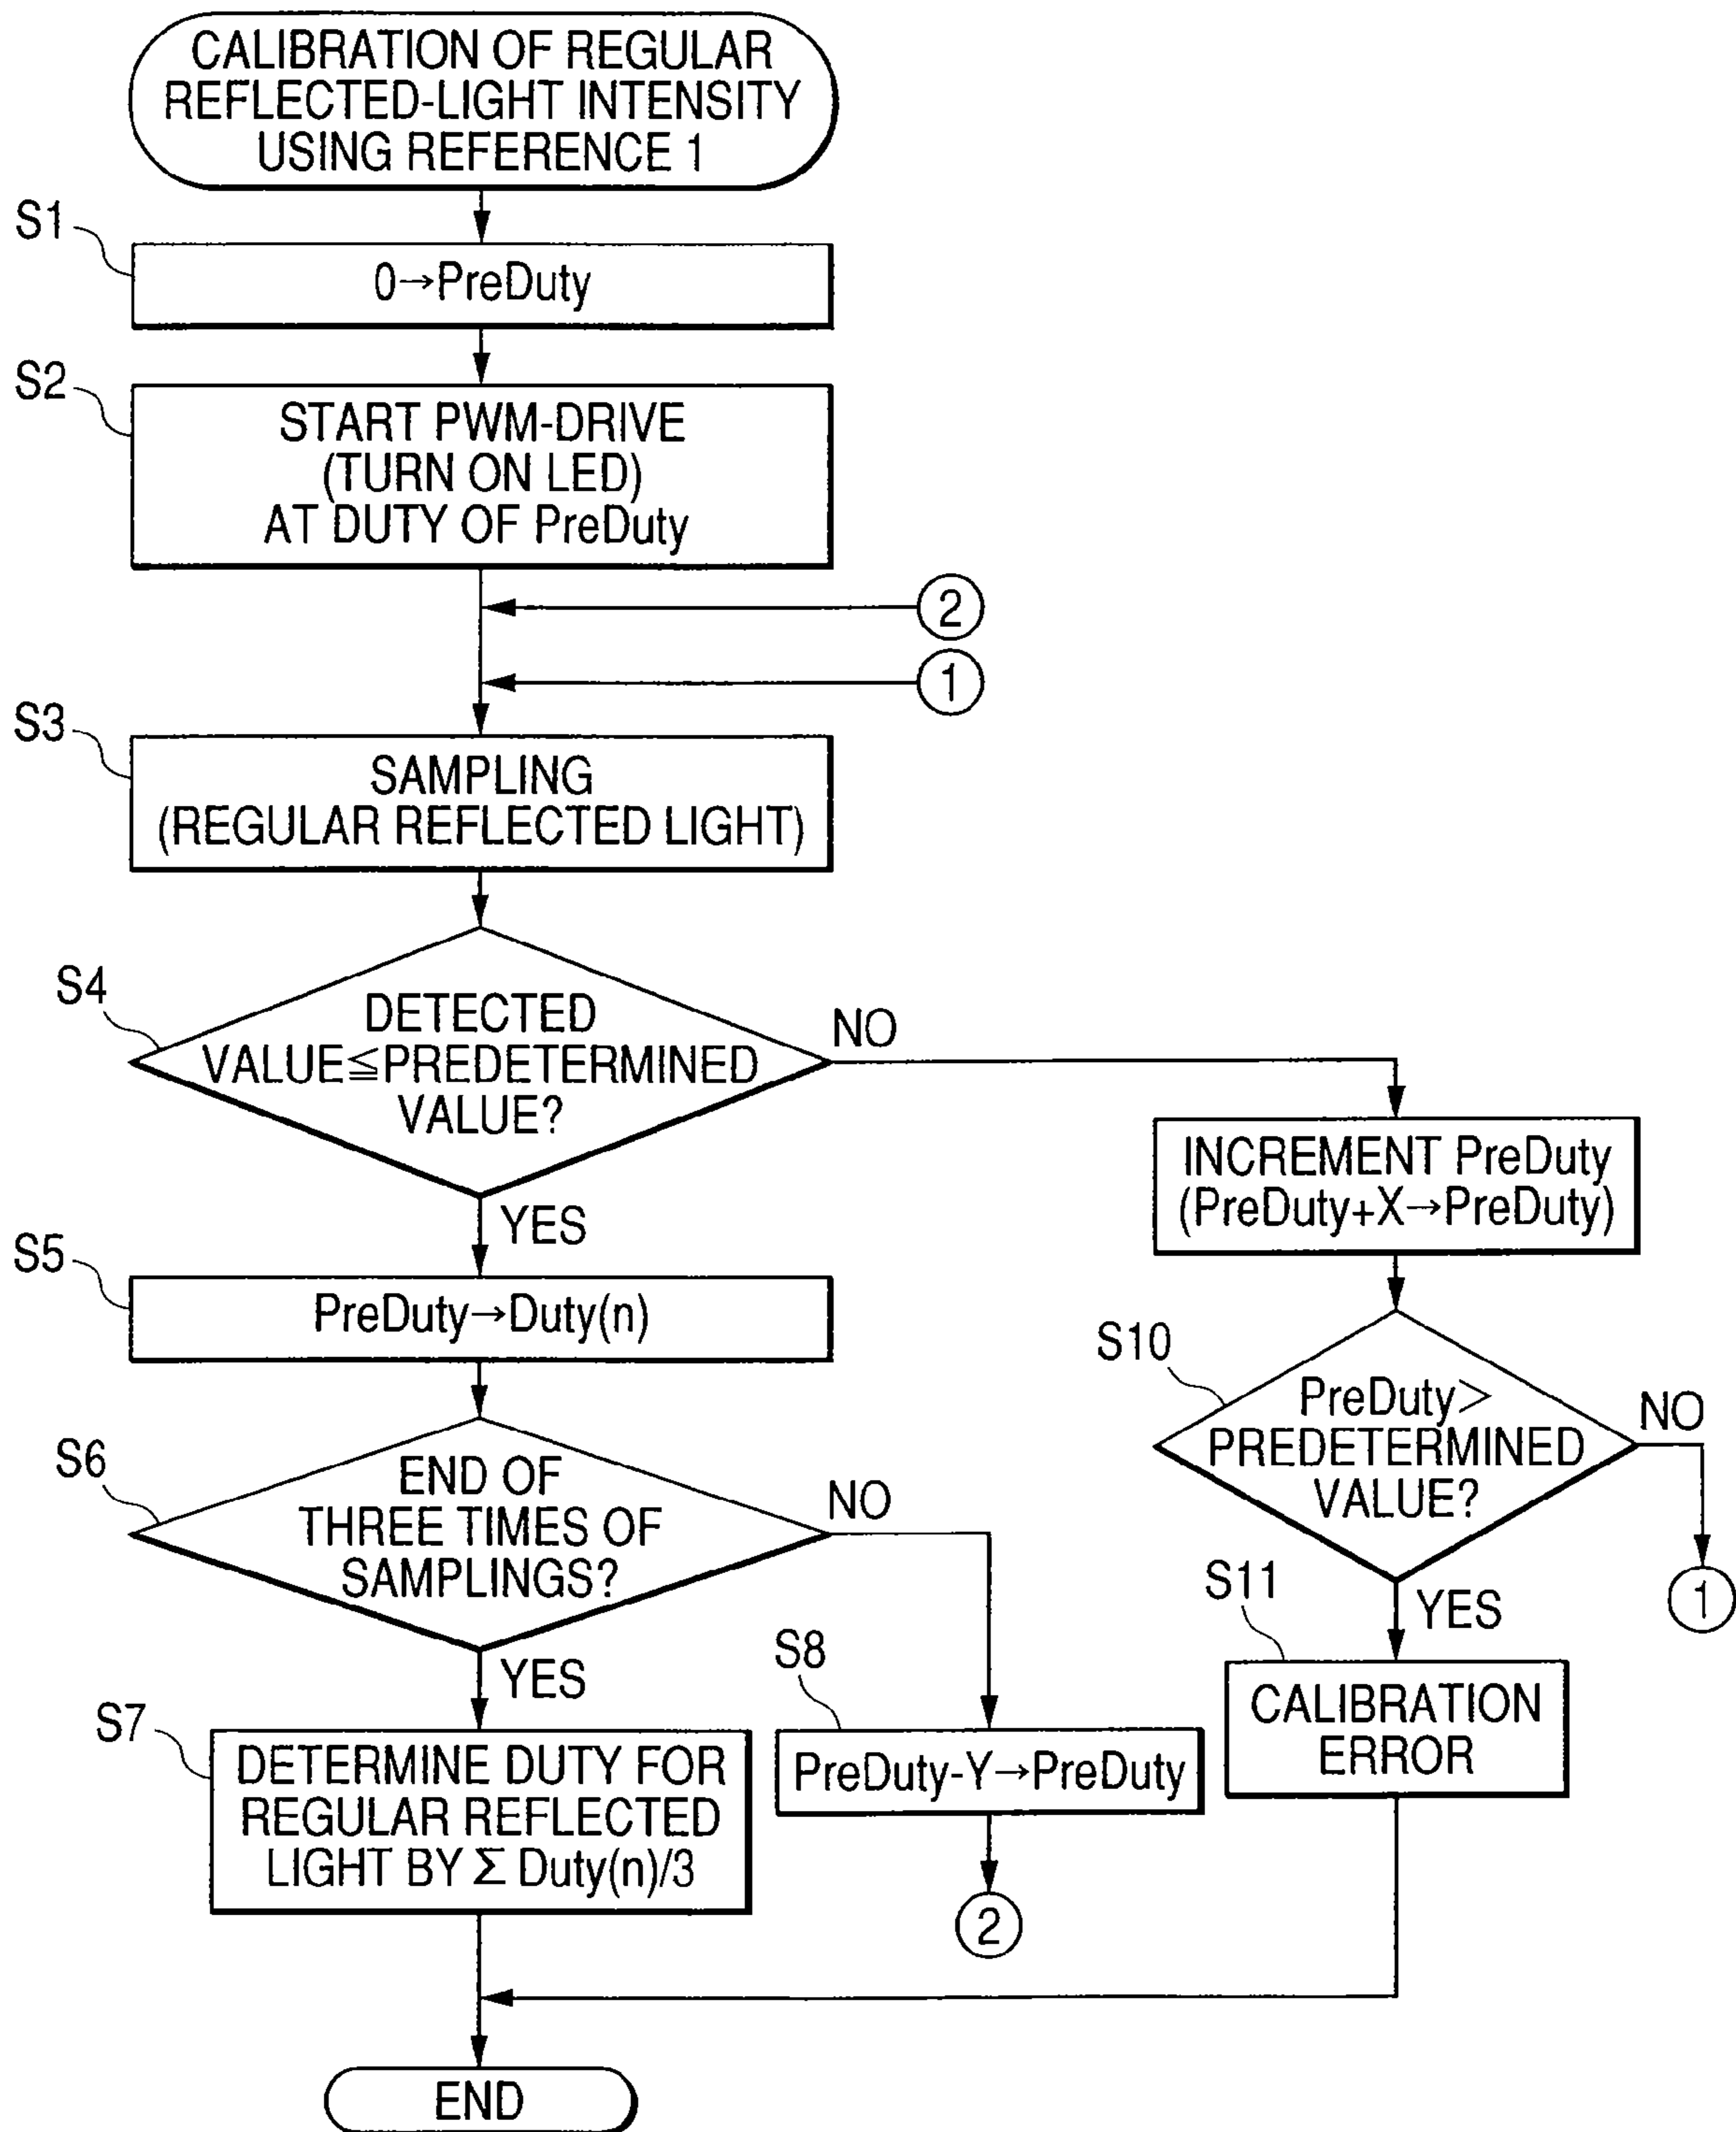 CALIBRATION OF REGULAR
REFLECTED-LIGHT INTENSITY
USING REFERENCE 1
S1
0→PreDuty
S2
START PWM-DRIVE
(TURN ON LED)
AT DUTY OF PreDuty
2
1
S3
SAMPLING
(REGULAR REFLECTED LIGHT)
S4
DETECTED
VALUE≦PREDETERMINED
VALUE?
NO
YES
INCREMENT PreDuty
(PreDuty+X→PreDuty)
S5
PreDuty→Duty(n)
S10
PreDuty>
PREDETERMINED
VALUE?
NO
1
YES
S6
END OF
THREE TIMES OF
SAMPLINGS?
NO
YES
S11
CALIBRATION
ERROR
S7
DETERMINE DUTY FOR
REGULAR REFLECTED
LIGHT BY Σ Duty(n)/3
S8
PreDuty-Y→PreDuty
2
END